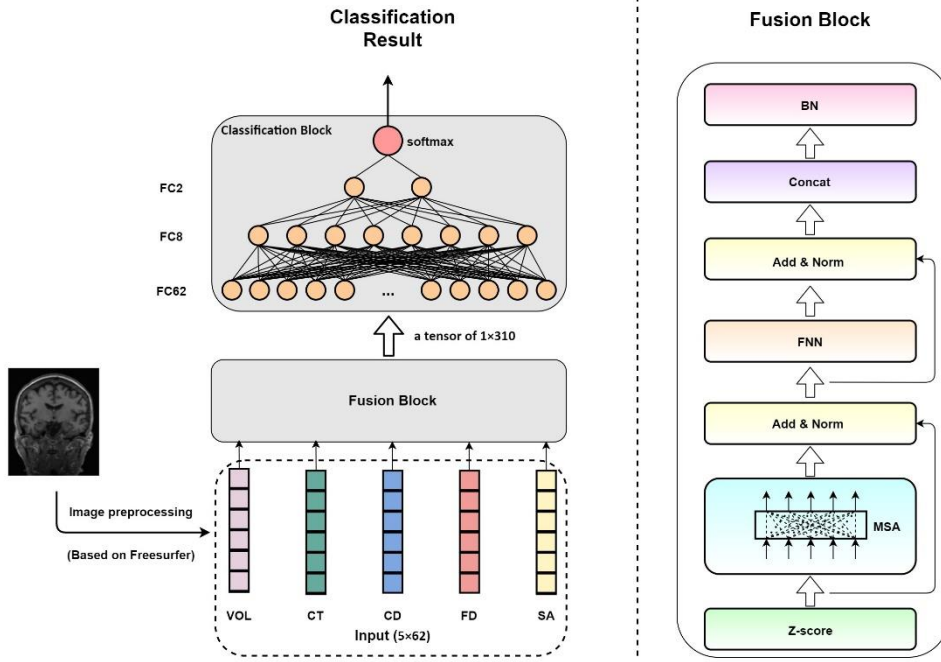 Classification
Result
Classification Block
softmax
FC2
FC8
FC62
...
a tensor of 1×310
Fusion Block
Image preprocessing
(Based on Freesurfer)
VOL
CT
CD
FD
SA
Input (5×62)
Fusion Block
BN
Concat
Add & Norm
FNN
Add & Norm
MSA
Z-score